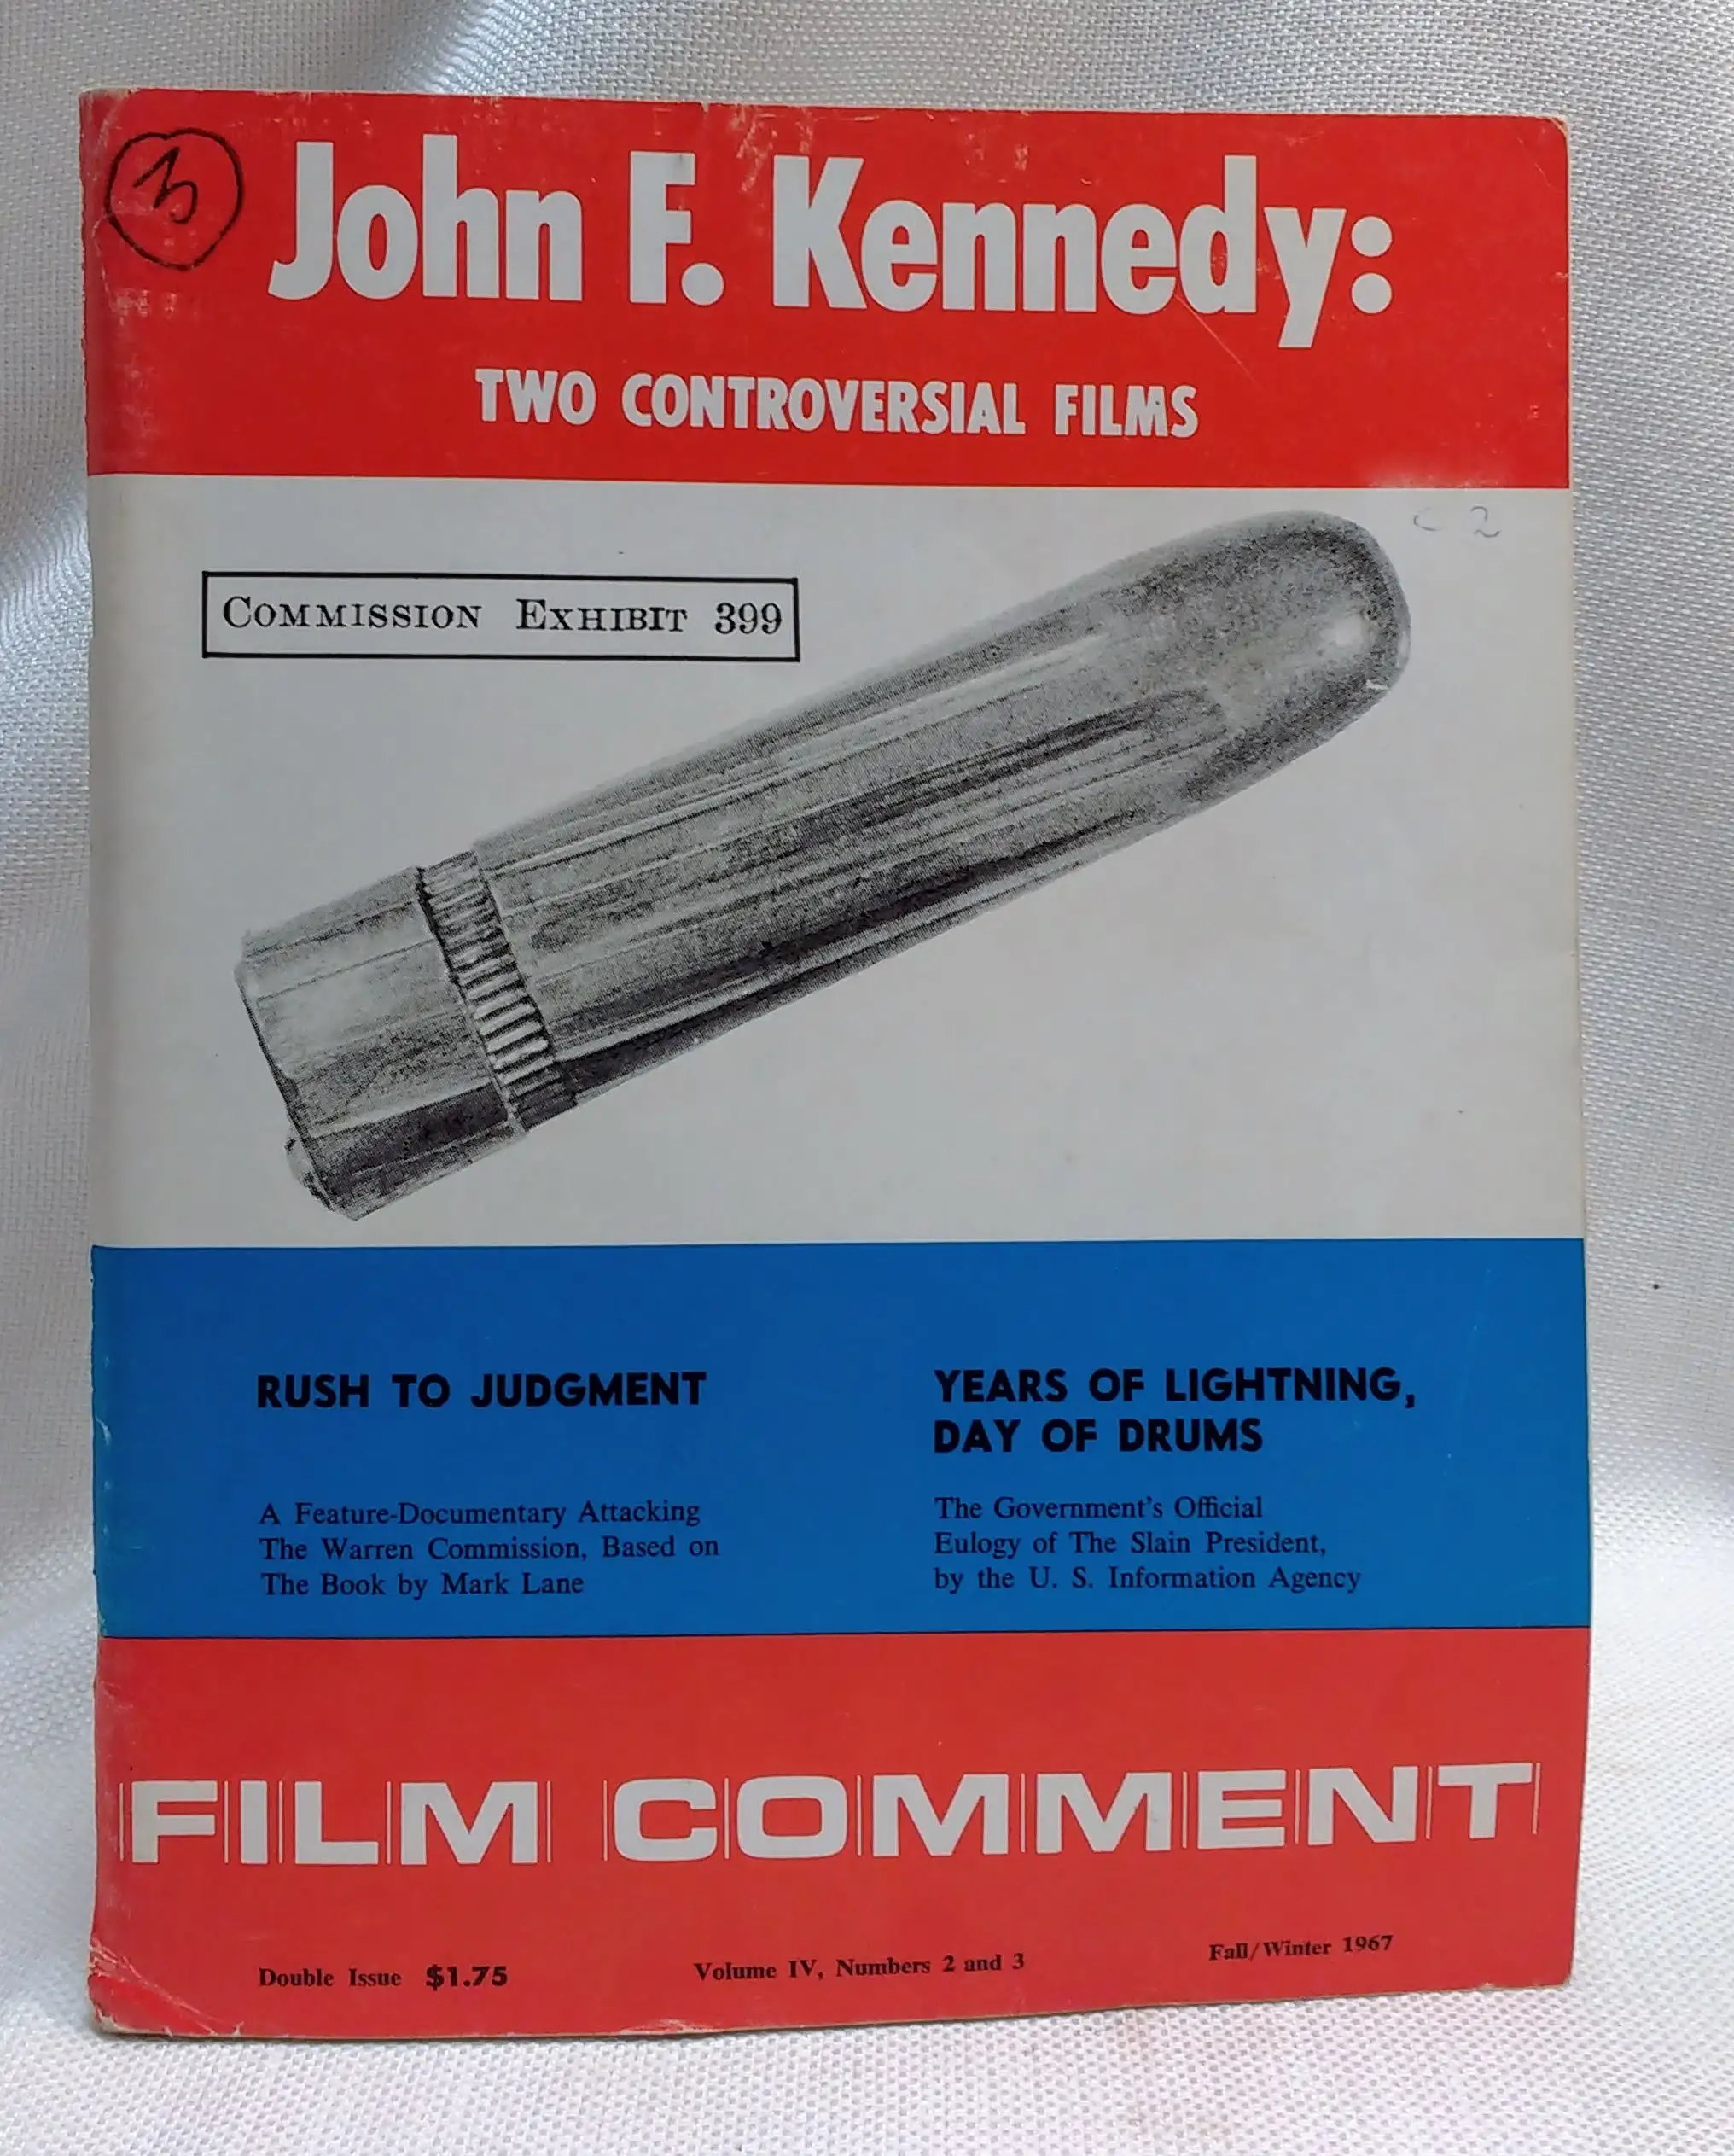 3
John F. Kennedy:
TWO CONTROVERSIAL FILMS
COMMISSION EXHIBIT 399
RUSH TO JUDGMENT
A Feature-Documentary Attacking
The Warren Commission, Based on
The Book by Mark Lane
YEARS OF LIGHTNING,
DAY OF DRUMS
The Government's Official
Eulogy of The Slain President,
by the U. S. Information Agency
FILM COMMENT
Double Issue $1.75
Volume IV, Numbers 2 and 3
Fall/Winter 1967